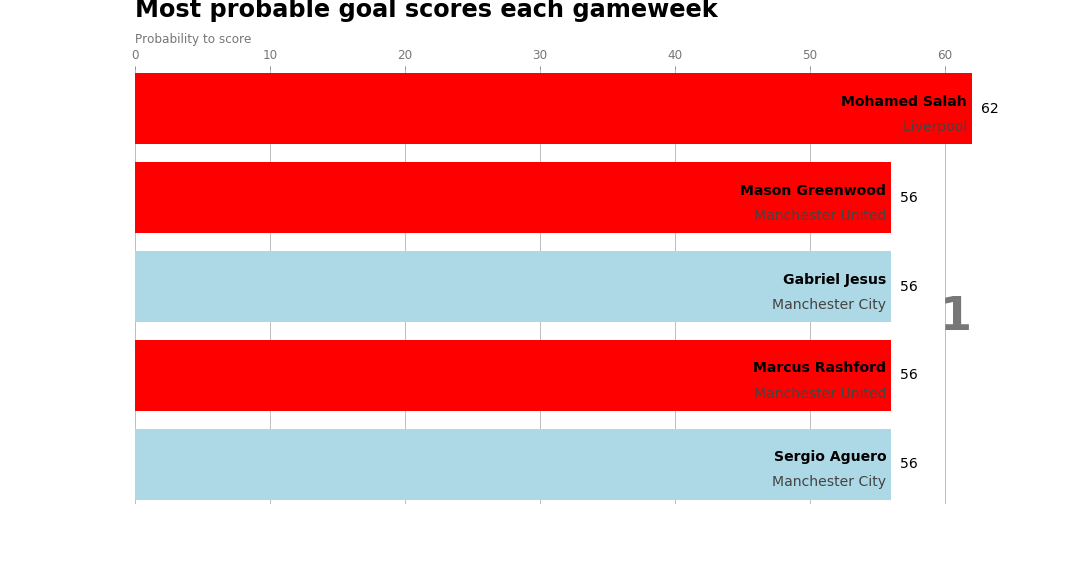 Most probable goal scores each gameweek
Probability to score
0 10 20 30 40 50 60
Mohamed Salah
Liverpool
62
Mason Greenwood
Manchester United
56
Gabriel Jesus
Manchester City
56
1
Marcus Rashford
Manchester United
56
Sergio Aguero
Manchester City
56